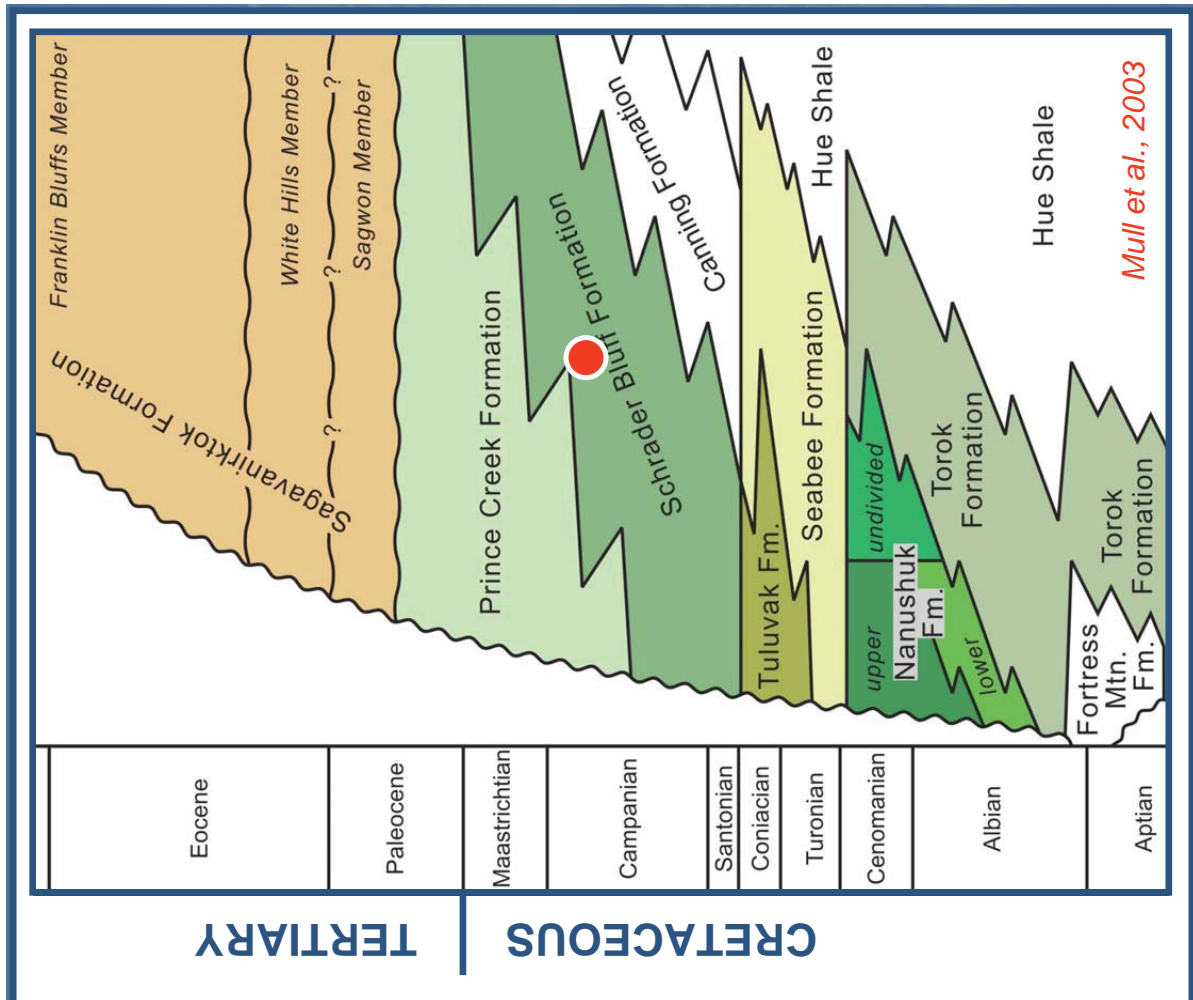 Franklin Bluffs Member
Sagavanirktok Formation
White Hills Member
?
?
?
Sagwon Member
Prince Creek Formation
Schrader Bluff Formation
Canning Formation
Tuluvak Fm.
Seabee Formation
Hue Shale
upper
undivided
Nanushuk
Fm.
lower
Torok
Formation
Hue Shale
Fortress
Mtn.
Fm.
Torok
Formation
Mull et al., 2003
Eocene
Paleocene
Maastrichtian
Campanian
Santonian
Coniacian
Turonian
Cenomanian
Albian
Aptian
TERTIARY
CRETACEOUS